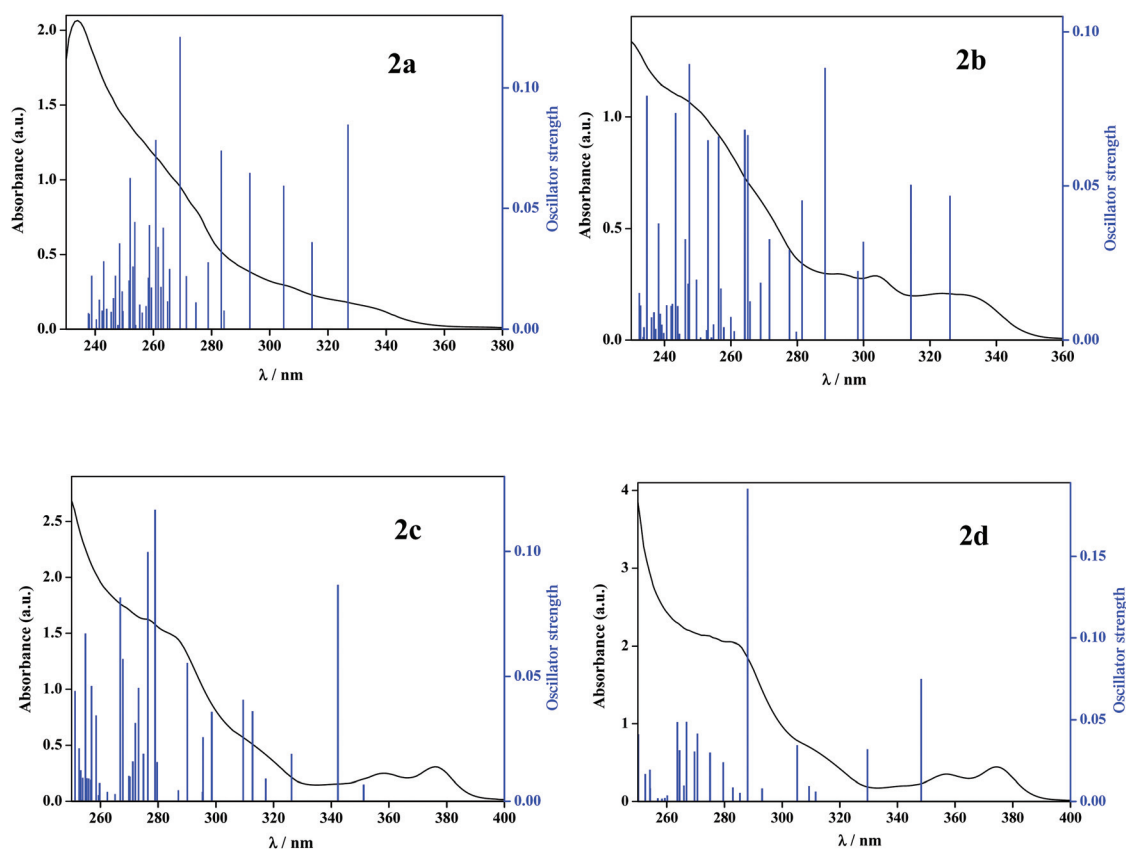 2a
Absorbance (a.u.)
2.0
1.5
1.0
0.5
0.0
0.10
0.05
0.00
Oscillator strength
240 260 280 300 320 340 360 380
λ / nm
2b
Absorbance (a.u.)
1.0
0.5
0.0
0.10
0.05
0.00
Oscillator strength
240 260 280 300 320 340 360
λ / nm
2c
Absorbance (a.u.)
2.5
2.0
1.5
1.0
0.5
0.0
0.10
0.05
0.00
Oscillator strength
260 280 300 320 340 360 380 400
λ / nm
2d
Absorbance (a.u.)
4
3
2
1
0
0.15
0.10
0.05
0.00
Oscillator strength
260 280 300 320 340 360 380 400
λ / nm